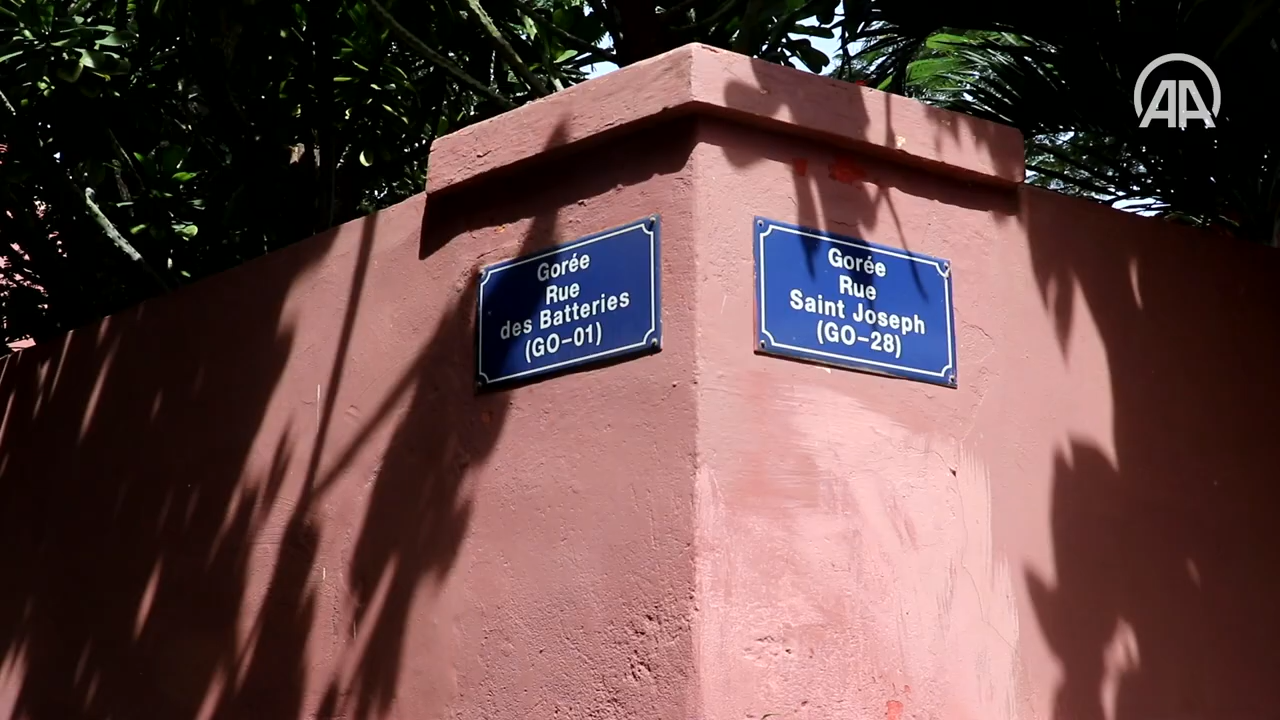 Gorée
Rue
des Batteries
(GO-01)
Gorée
Rue
Saint Joseph
(GO-28)
AA